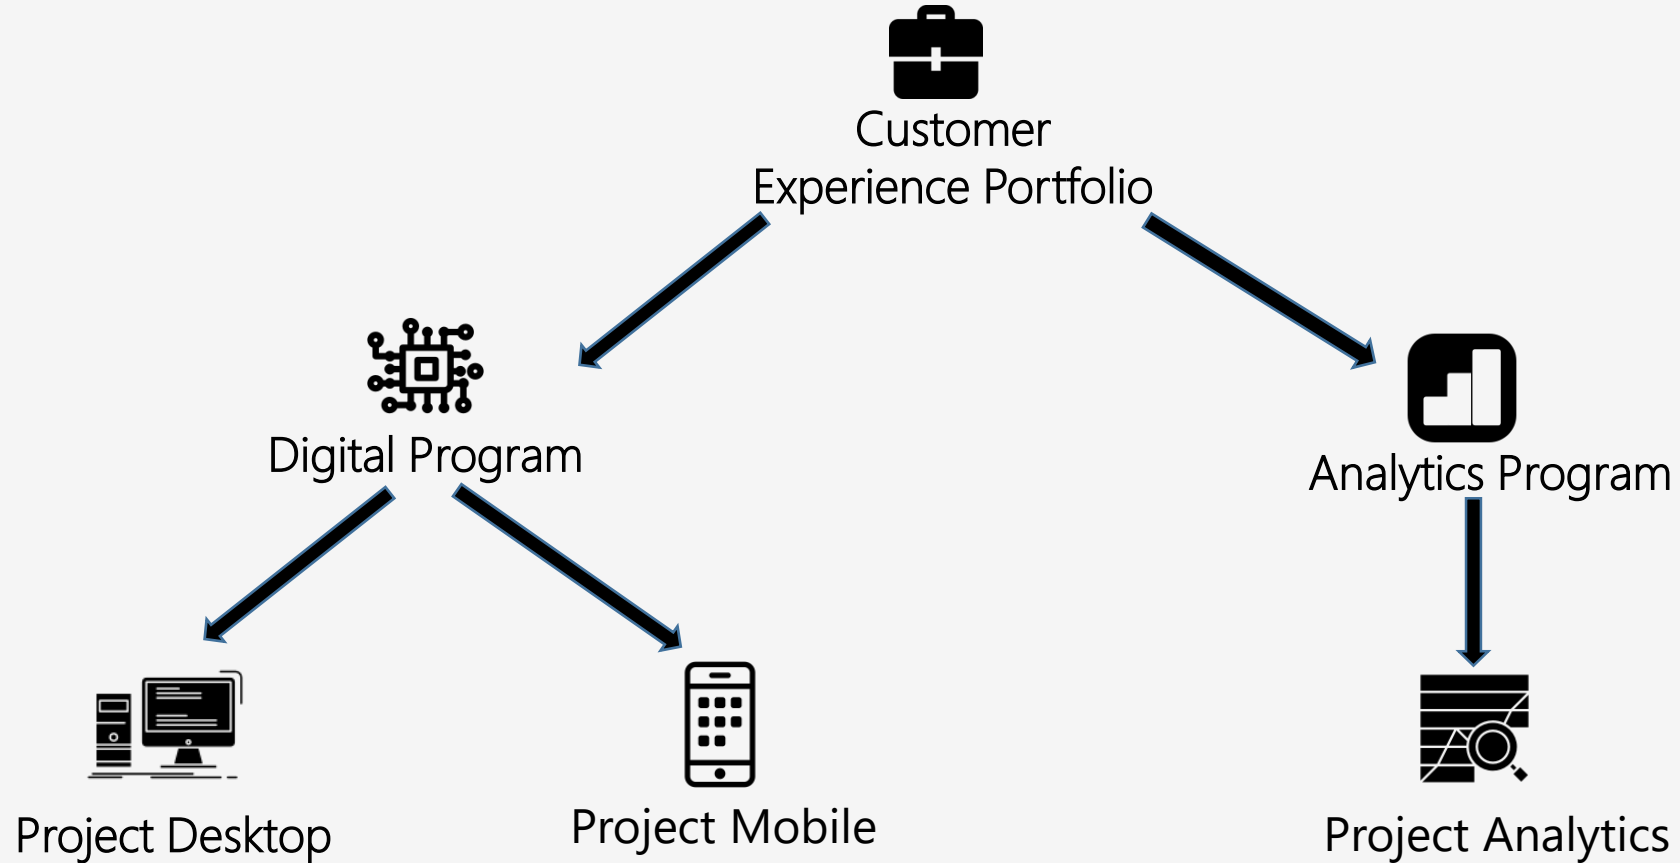 Customer
Experience Portfolio
Digital Program
Analytics Program
Project Desktop
Project Mobile
Project Analytics